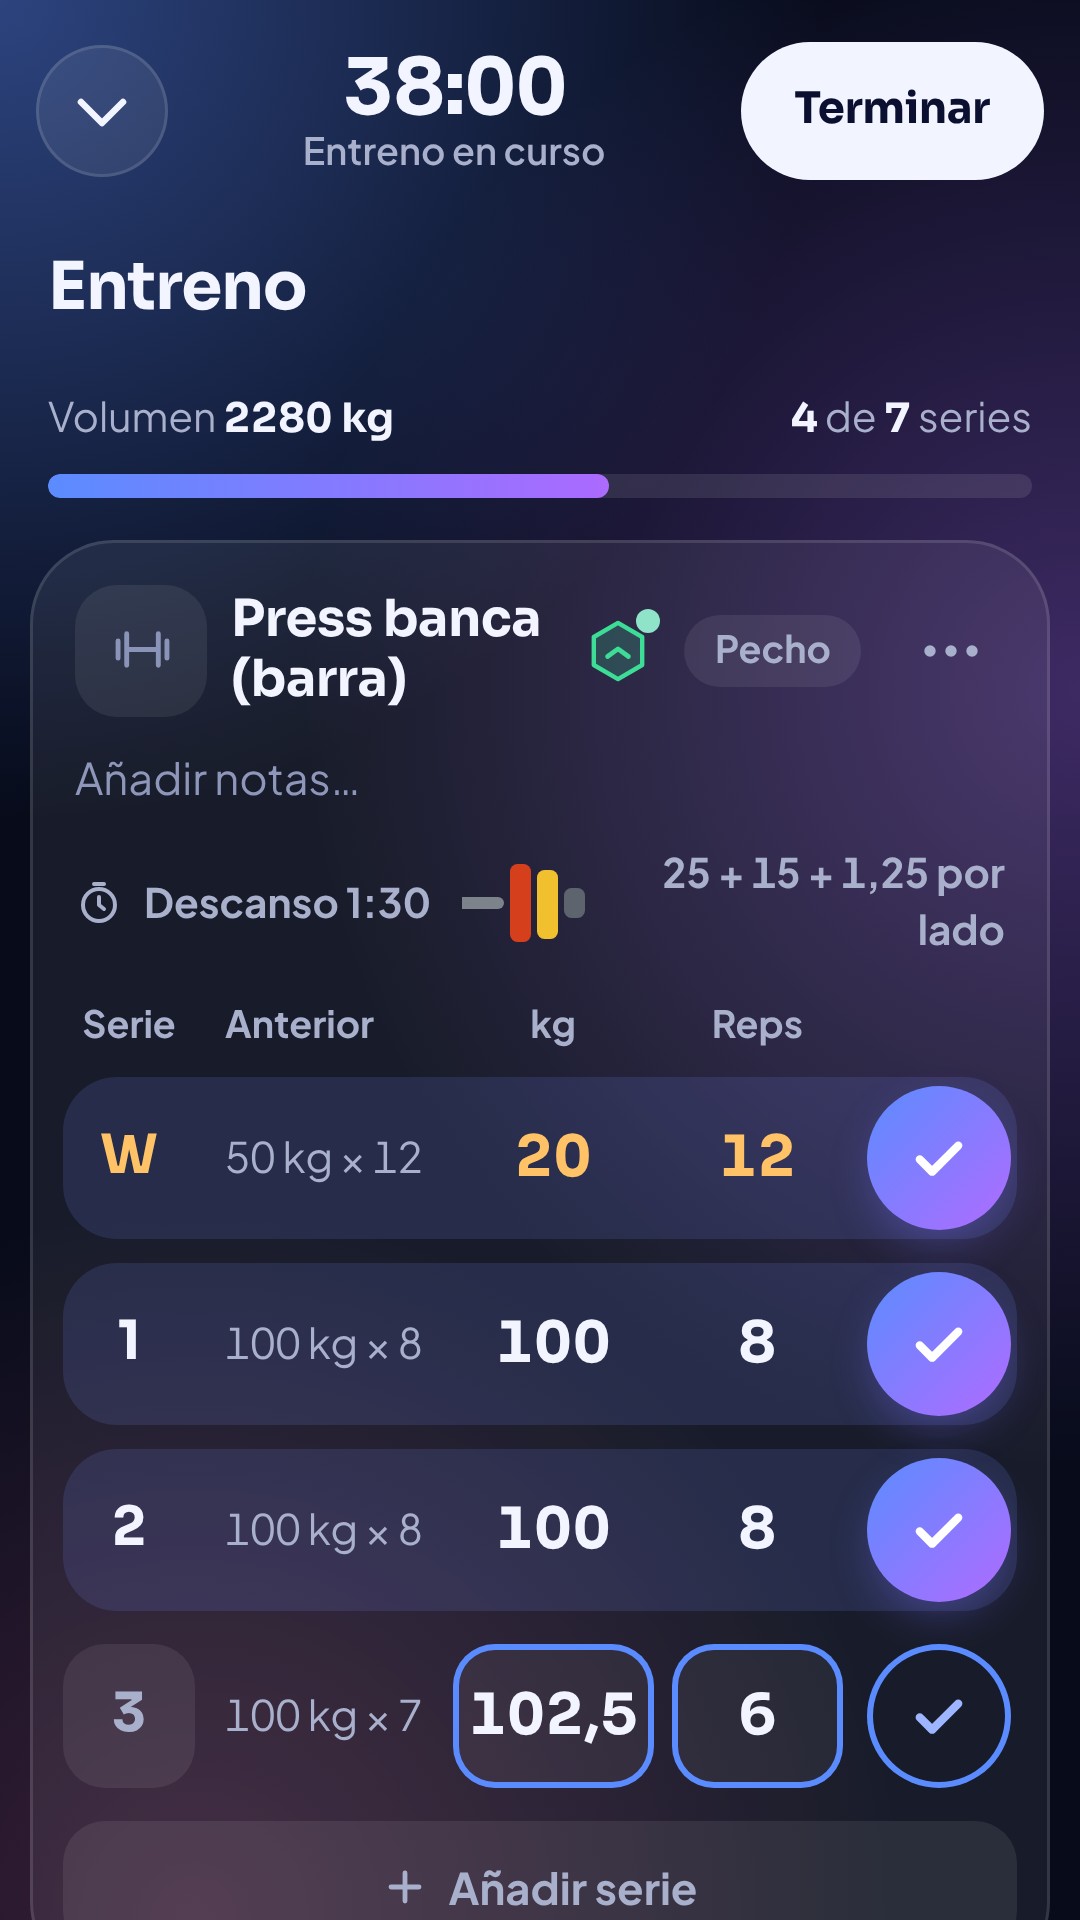 38:00
Entreno en curso
Terminar
Entreno
Volumen 2280 kg
4 de 7 series
Press banca
(barra)
Pecho
Añadir notas...
Descanso 1:30
25 + 15 + 1,25 por
lado
Serie Anterior kg Reps
W 50 kg × 12 20 12
1 100 kg × 8 100 8
2 100 kg × 8 100 8
3 100 kg × 7 102,5 6
+ Añadir serie